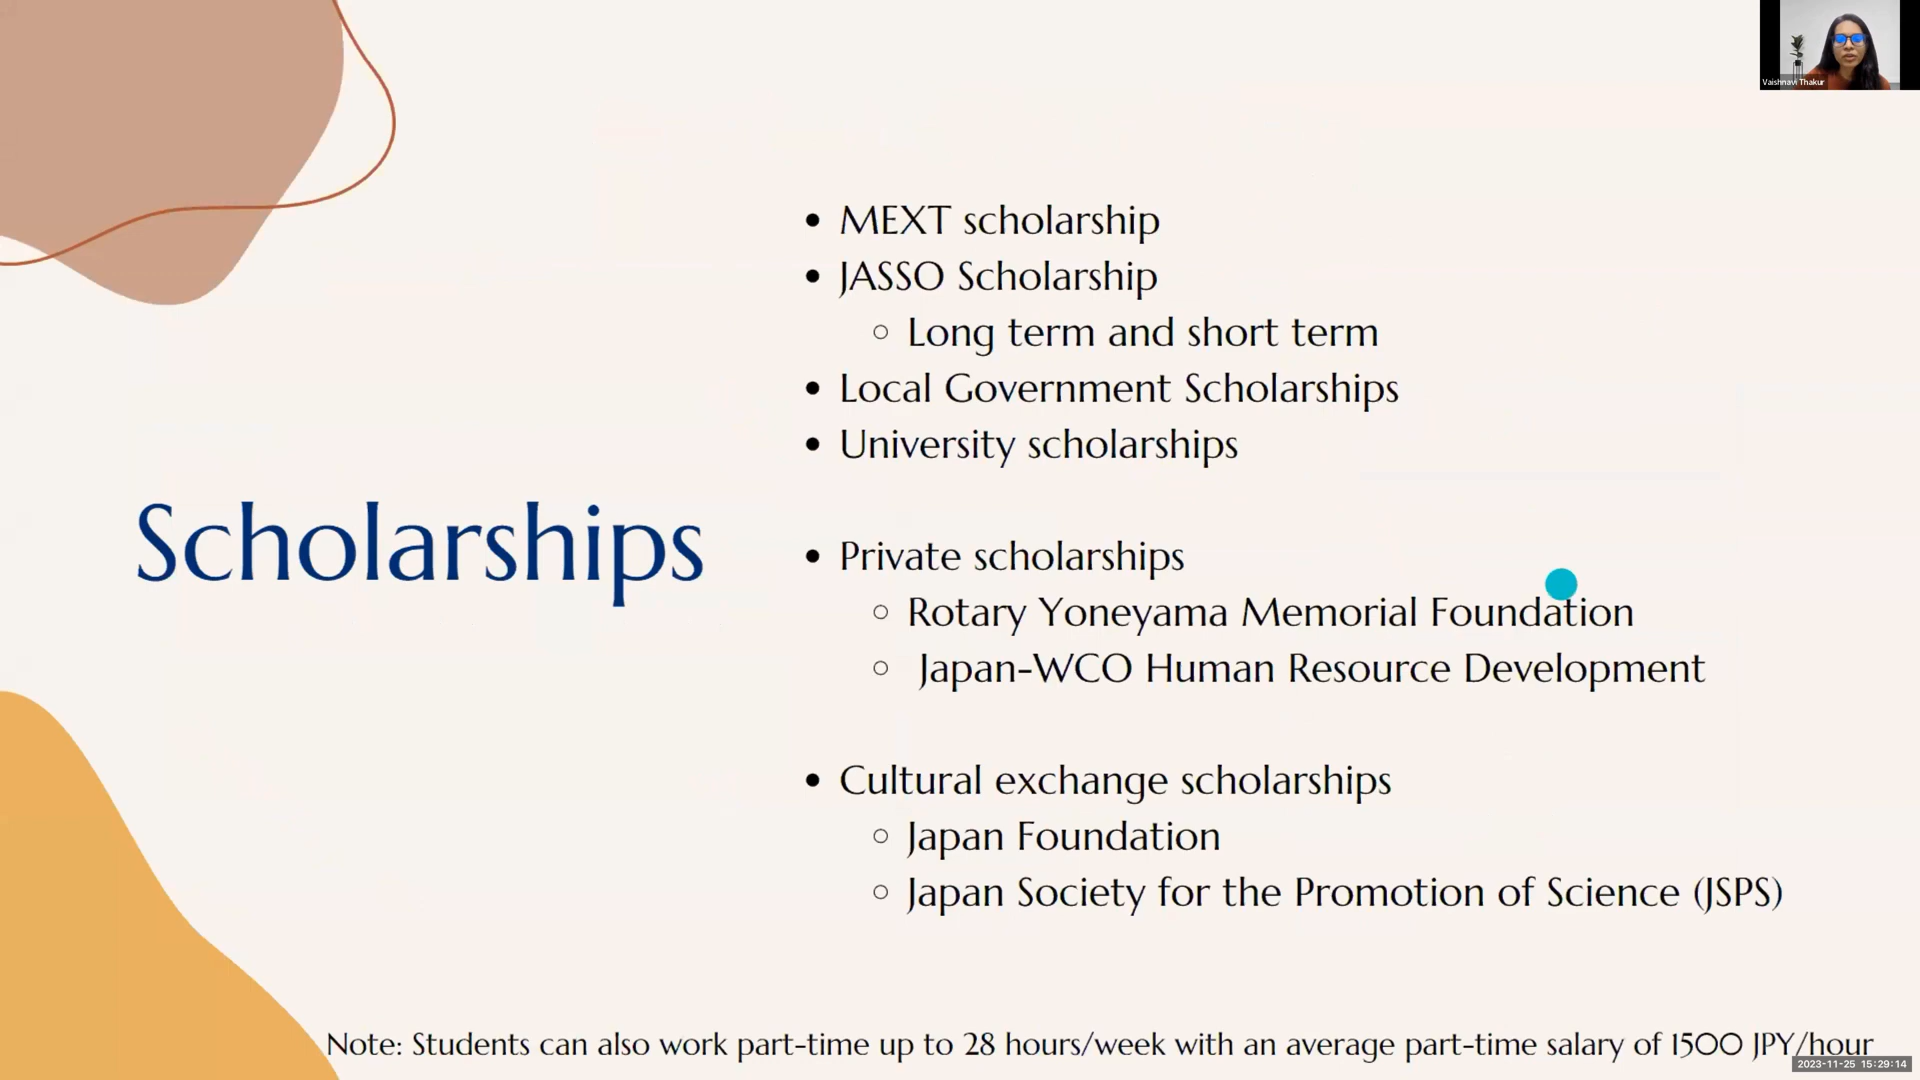 Vaishnavi Thakur
• MEXT scholarship
• JASSO Scholarship
○ Long term and short term
• Local Government Scholarships
• University scholarships
Scholarships
• Private scholarships
○ Rotary Yoneyama Memorial Foundation
○ Japan-WCO Human Resource Development
• Cultural exchange scholarships
○ Japan Foundation
○ Japan Society for the Promotion of Science (JSPS)
Note: Students can also work part-time up to 28 hours/week with an average part-time salary of 1500 JPY/hour
2023-11-25 15:29:14